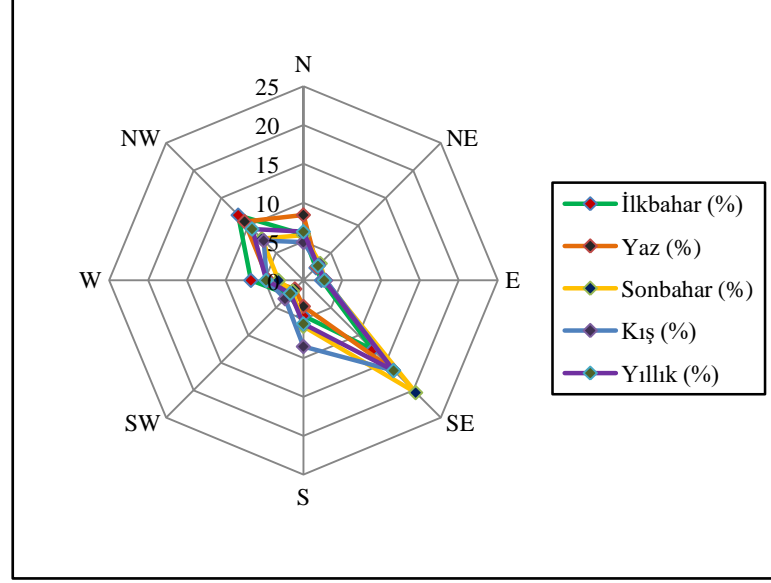 N
25
NW
20
NE
15
10
5
W
0
E
SW
SE
S
İlkbahar (%)
Yaz (%)
Sonbahar (%)
Kış (%)
Yıllık (%)